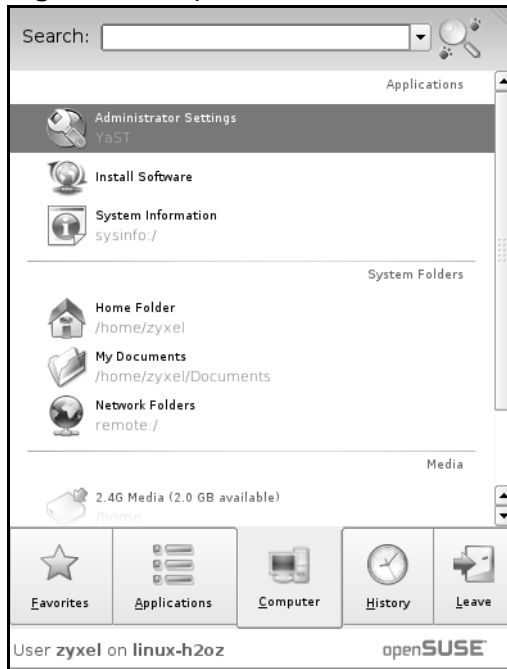 Search:
Applications
Administrator Settings
YaST
Install Software
System Information
sysinfo:/
System Folders
Home Folder
/home/zyxel
My Documents
/home/zyxel/Documents
Network Folders
remote:/
Media
2.4G Media (2.0 GB available)
/home
Favorites
Applications
Computer
History
Leave
User zyxel on linux-h2oz
openSUSE